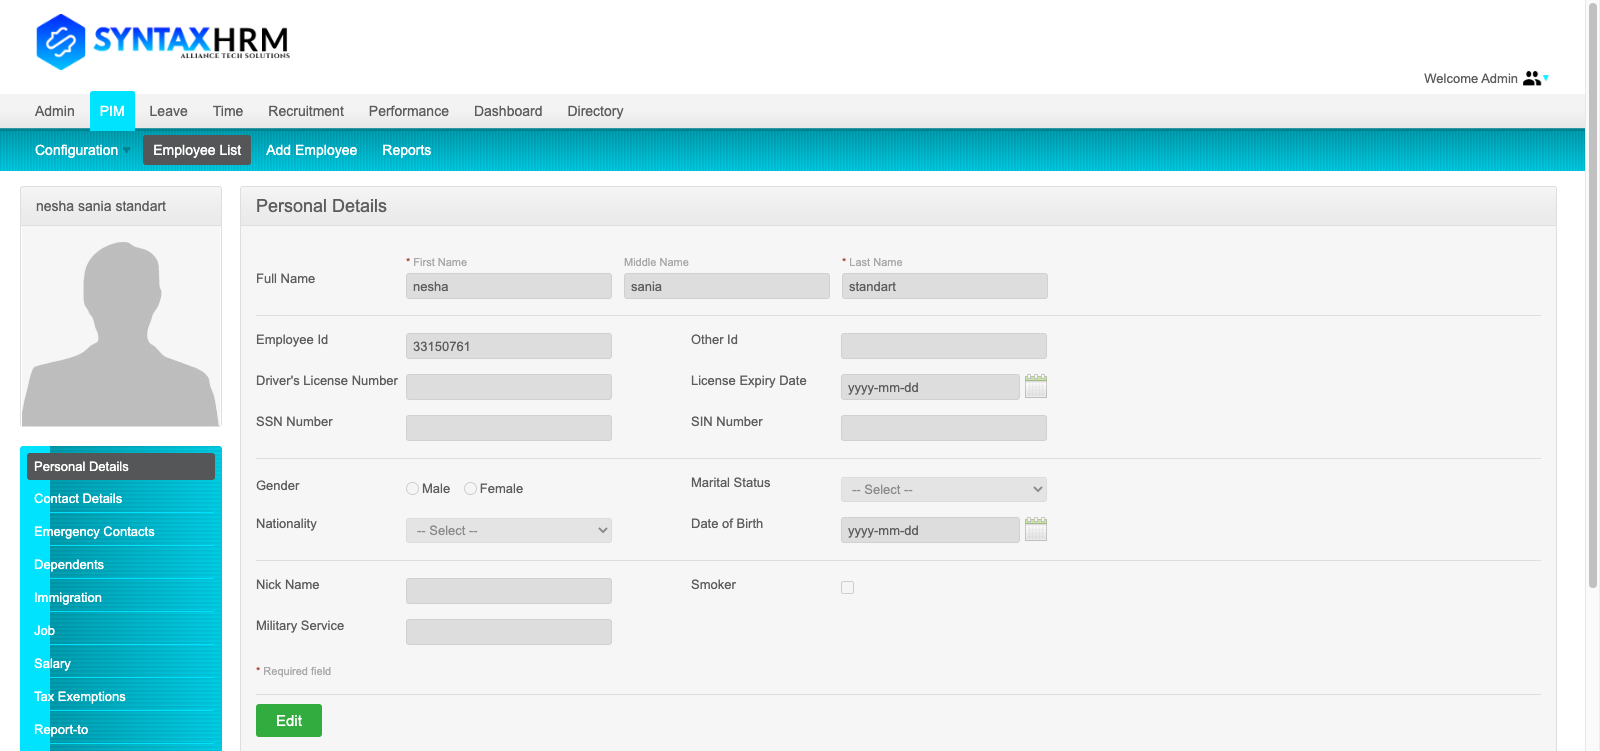 SYNTAXHRM
ALLIANCE TECH SOLUTIONS
Welcome Admin
Admin PIM Leave Time Recruitment Performance Dashboard Directory
Configuration Employee List Add Employee Reports
nesha sania standart
Personal Details
Contact Details
Emergency Contacts
Dependents
Immigration
Job
Salary
Tax Exemptions
Report-to
Personal Details
* First Name Middle Name * Last Name
Full Name nesha sania standart
Employee Id 33150761 Other Id
Driver's License Number License Expiry Date yyyy-mm-dd
SSN Number SIN Number
Gender Male Female Marital Status -- Select --
Nationality -- Select -- Date of Birth yyyy-mm-dd
Nick Name Smoker
Military Service
* Required field
Edit